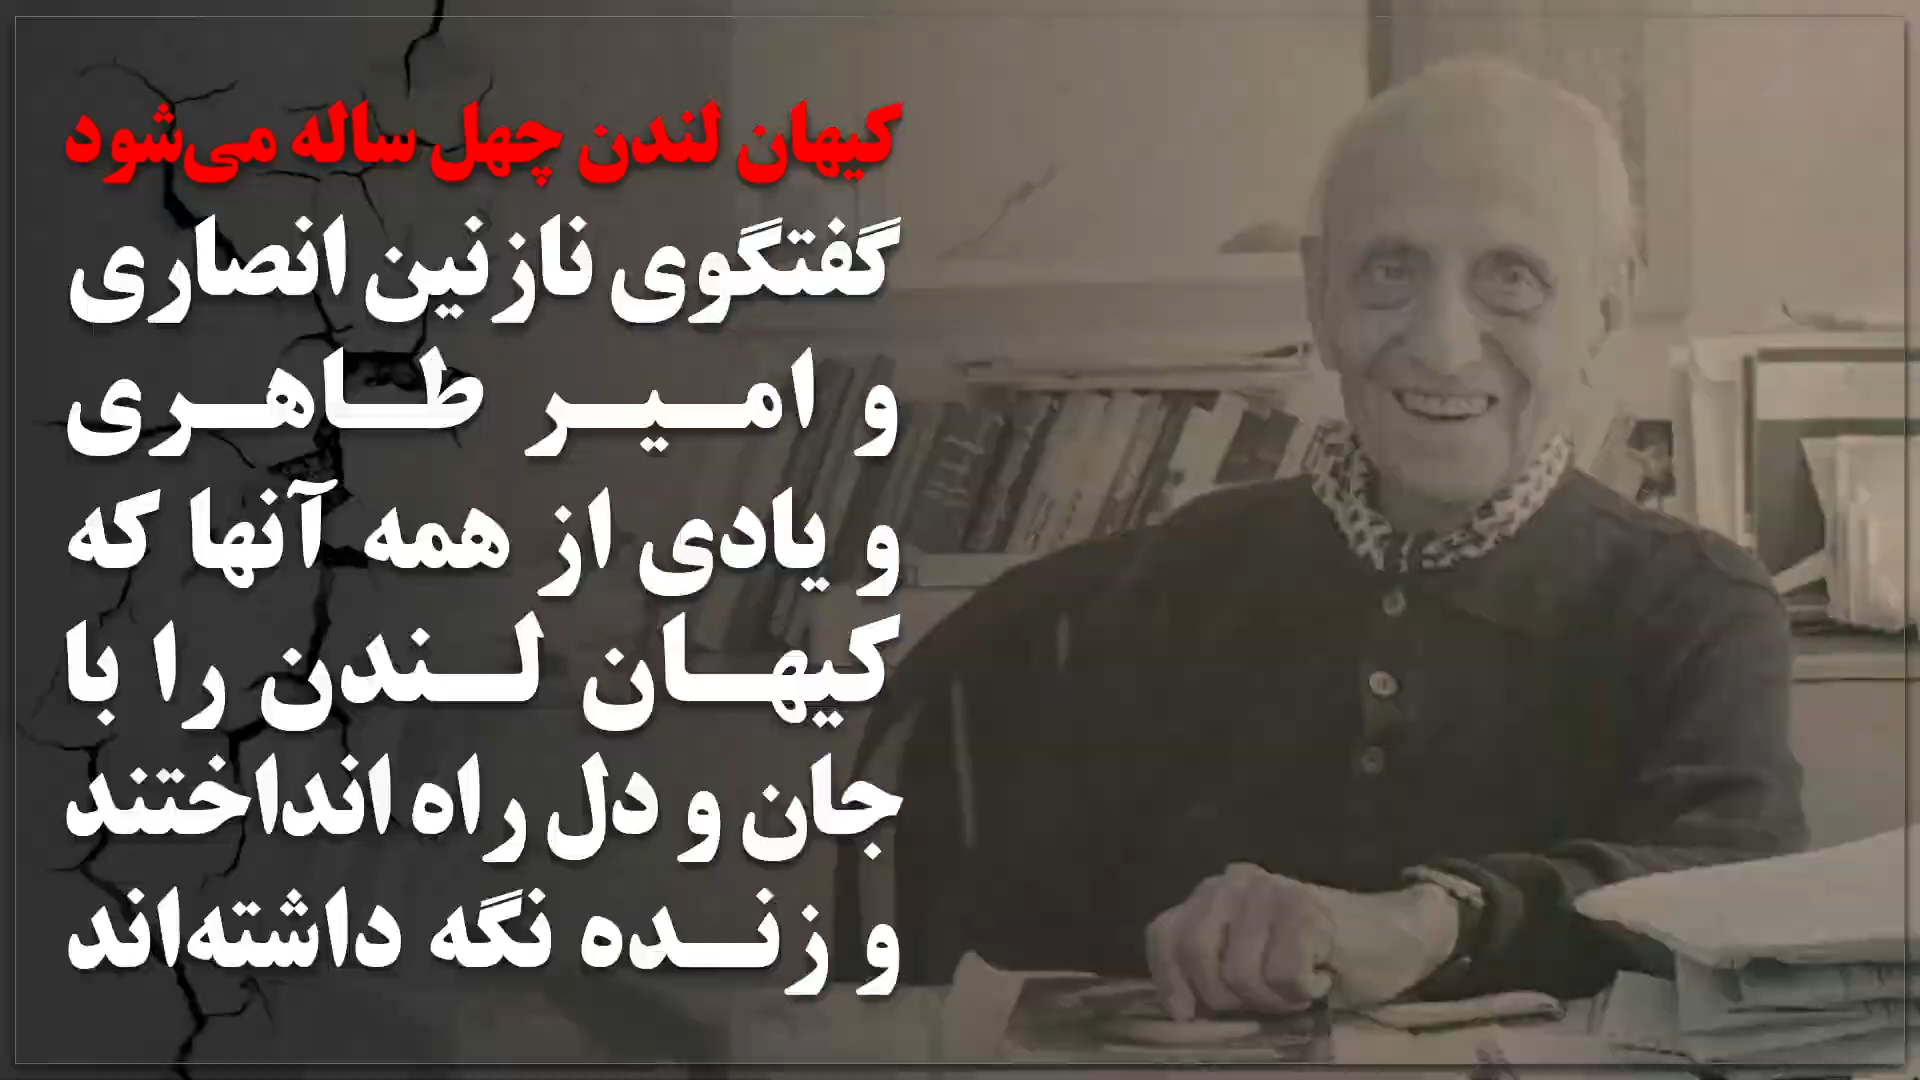 کیهان لندن چهل ساله می‌شود
گفتگوی نازنین انصاری
و امیر طاهری
و یادی از همه آنها که
کیهان لندن را با
جان و دل راه انداختند
و زنده نگه داشته‌اند